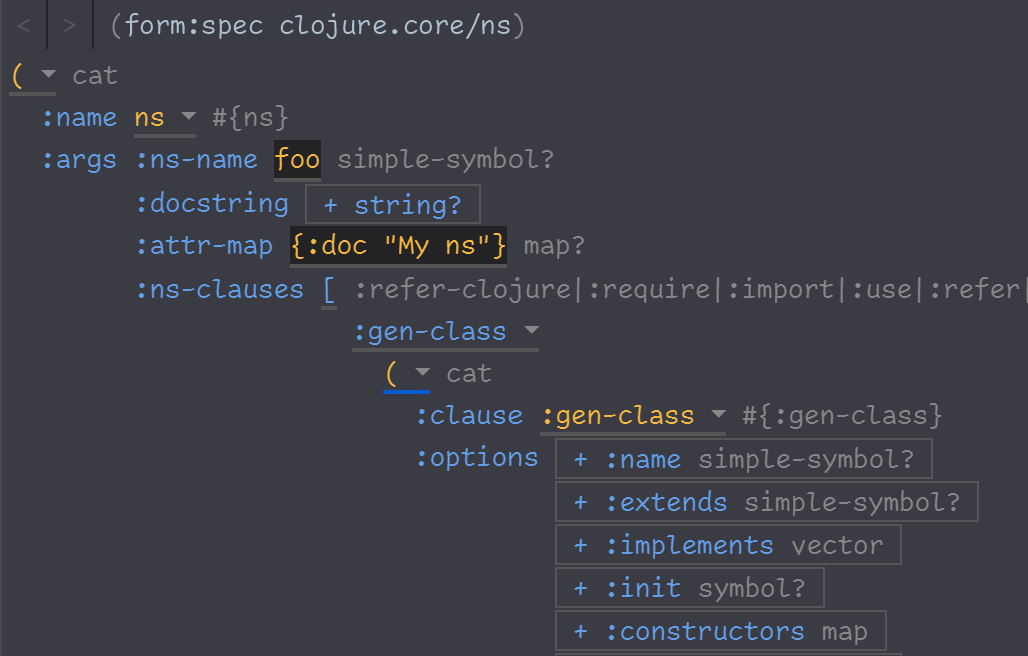 < > (form:spec clojure.core/ns)
( ▾ cat
:name ns ▾ #{ns}
:args :ns-name foo simple-symbol?
:docstring + string?
:attr-map {:doc "My ns"} map?
:ns-clauses [ :refer-clojure|:require|:import|:use|:refer|
:gen-class ▾
( ▾ cat
:clause :gen-class ▾ #{:gen-class}
:options + :name simple-symbol?
+ :extends simple-symbol?
+ :implements vector
+ :init symbol?
+ :constructors map